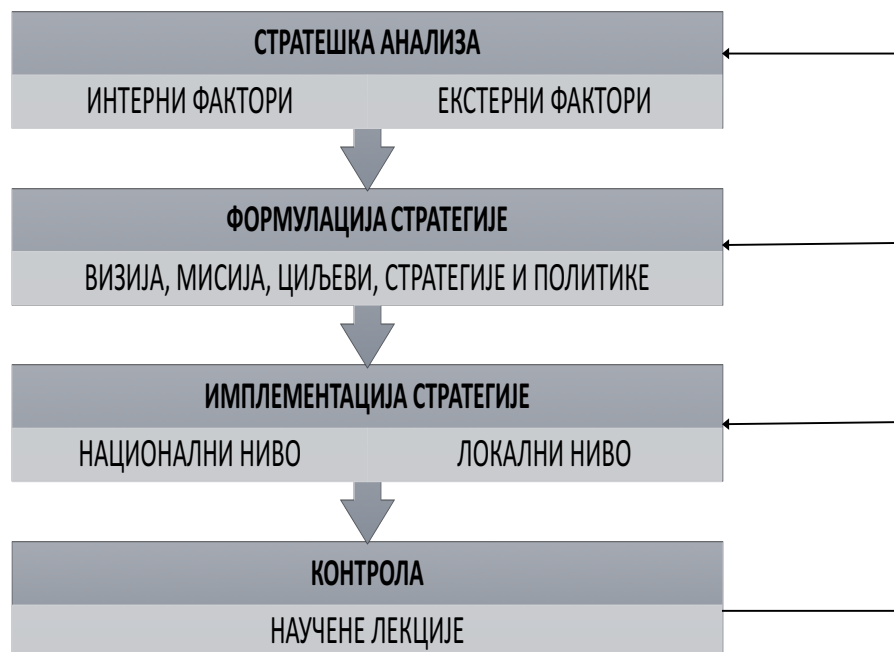 СТРАТЕШКА АНАЛИЗА
ИНТЕРНИ ФАКТОРИ ЕКСТЕРНИ ФАКТОРИ
ФОРМУЛАЦИЈА СТРАТЕГИЈЕ
ВИЗИЈА, МИСИЈА, ЦИЉЕВИ, СТРАТЕГИЈЕ И ПОЛИТИКЕ
ИМПЛЕМЕНТАЦИЈА СТРАТЕГИЈЕ
НАЦИОНАЛНИ НИВО ЛОКАЛНИ НИВО
КОНТРОЛА
НАУЧЕНЕ ЛЕКЦИЈЕ